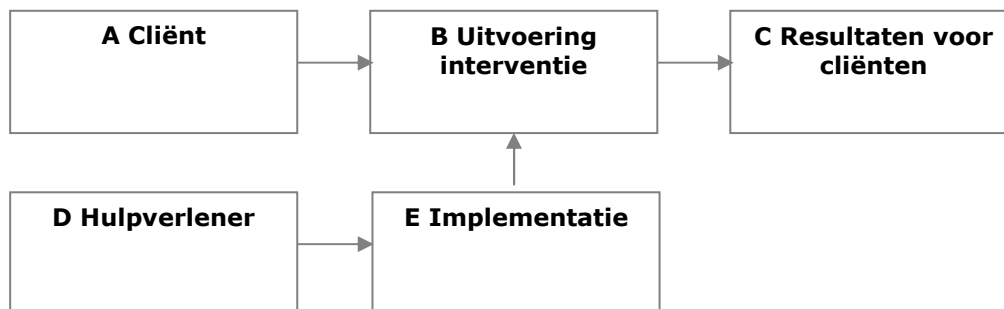 A Cliënt
B Uitvoering
interventie
C Resultaten voor
cliënten
D Hulpverlener
E Implementatie